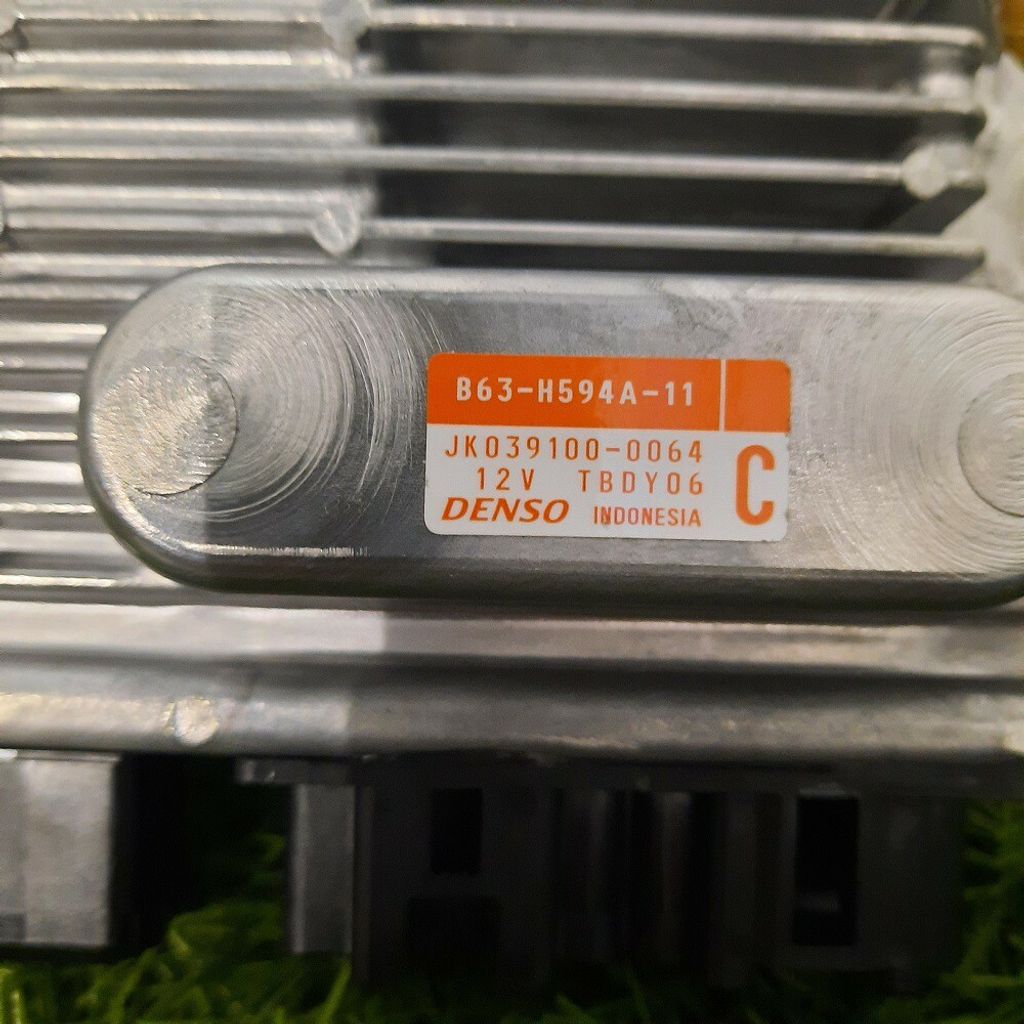 B63-H594A-11
JK039100-0064
12V TBDY06 C
DENSO INDONESIA